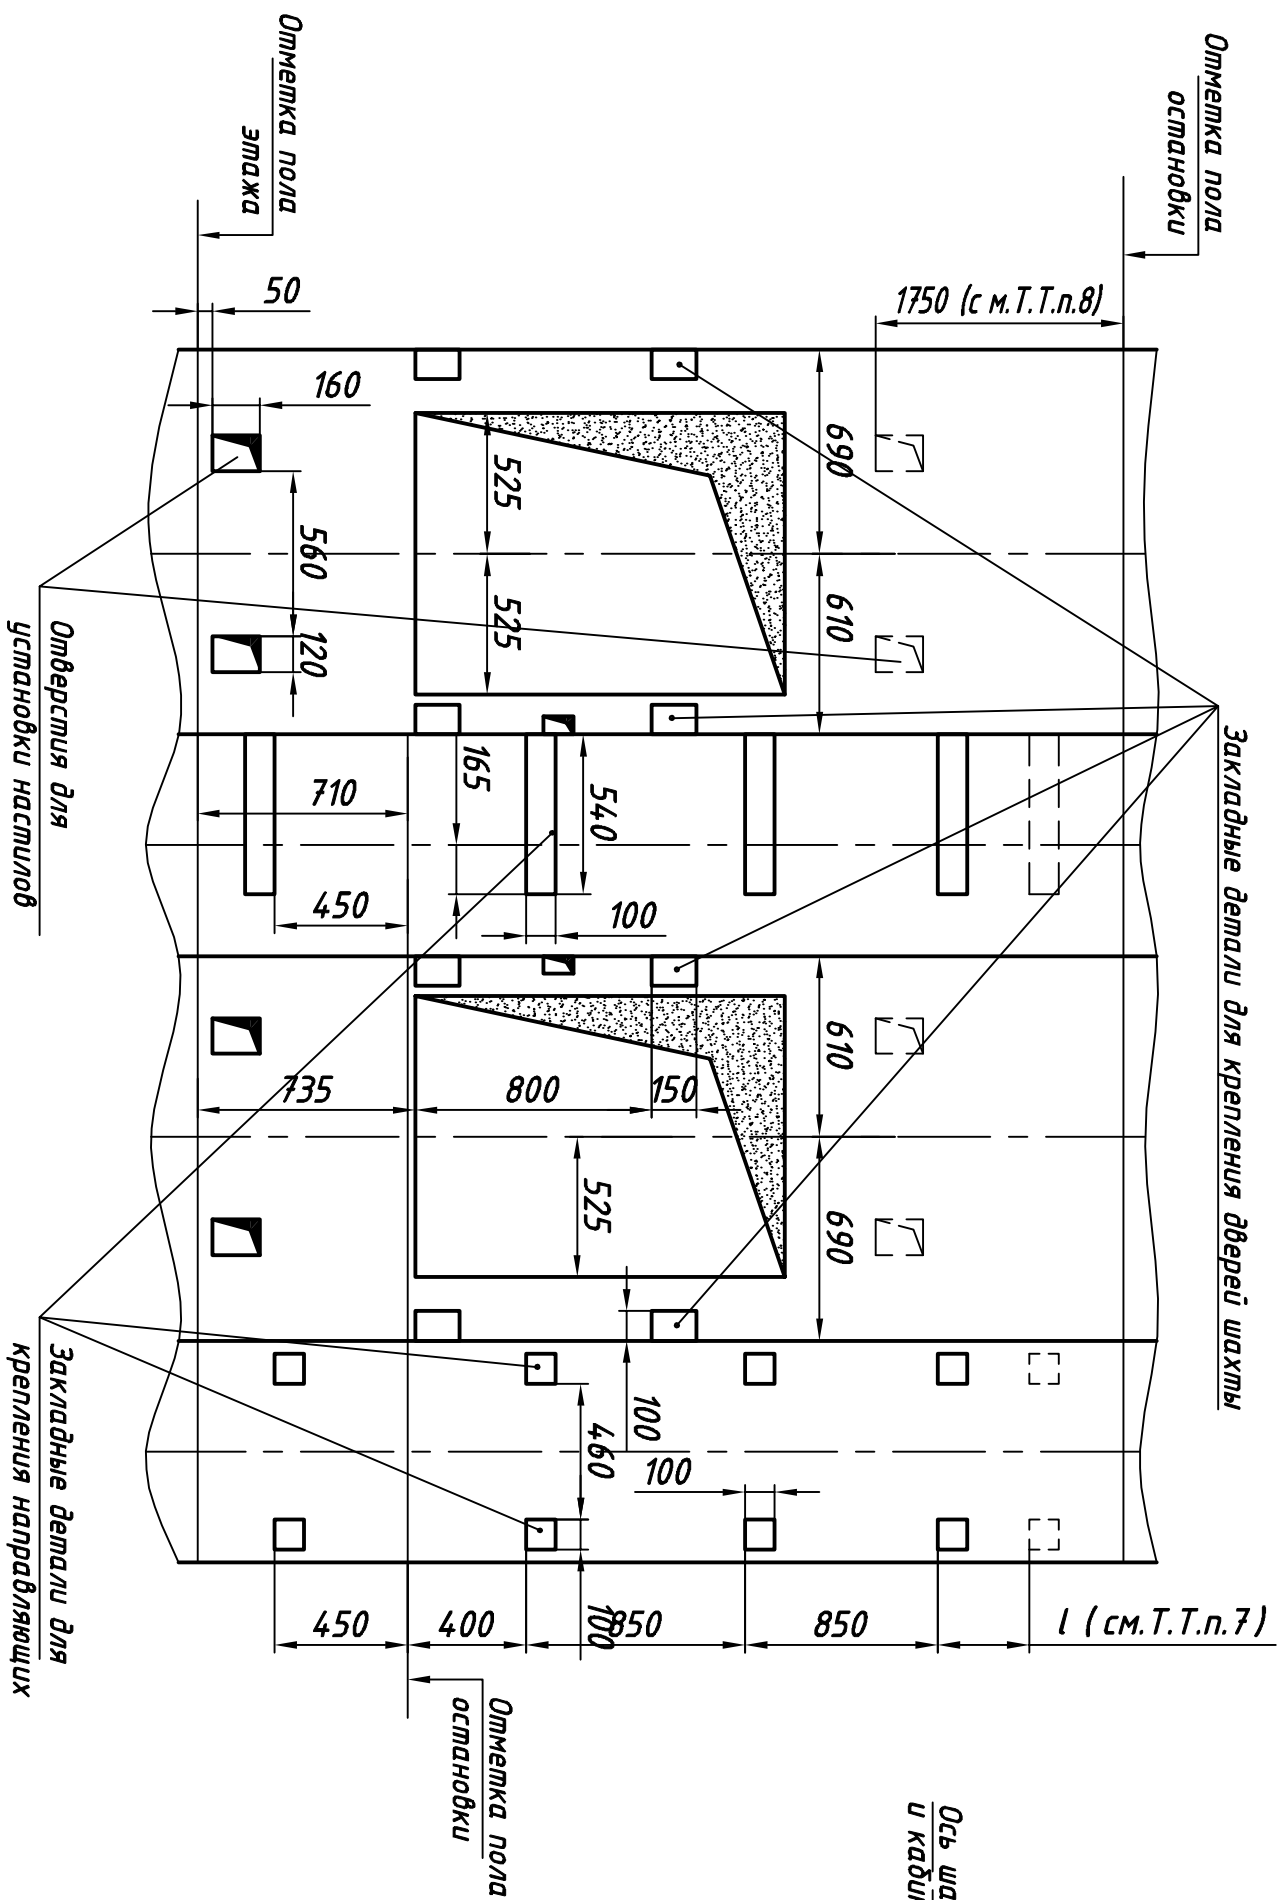 Отметка пола
остановки
Отметка пола
этажа
1750 (см.Т.Т.п.8)
50
160
690
525
560
525
610
120
Отверстия для
установки настилов
Закладные детали для крепления дверей шахты
165
540
710
450
100
610
735
800
150
525
690
100
460
100
Закладные детали для
крепления направляющих
450
400
100
850
850
l (см.Т.Т.п.7)
Отметка пола
остановки
Ось
и